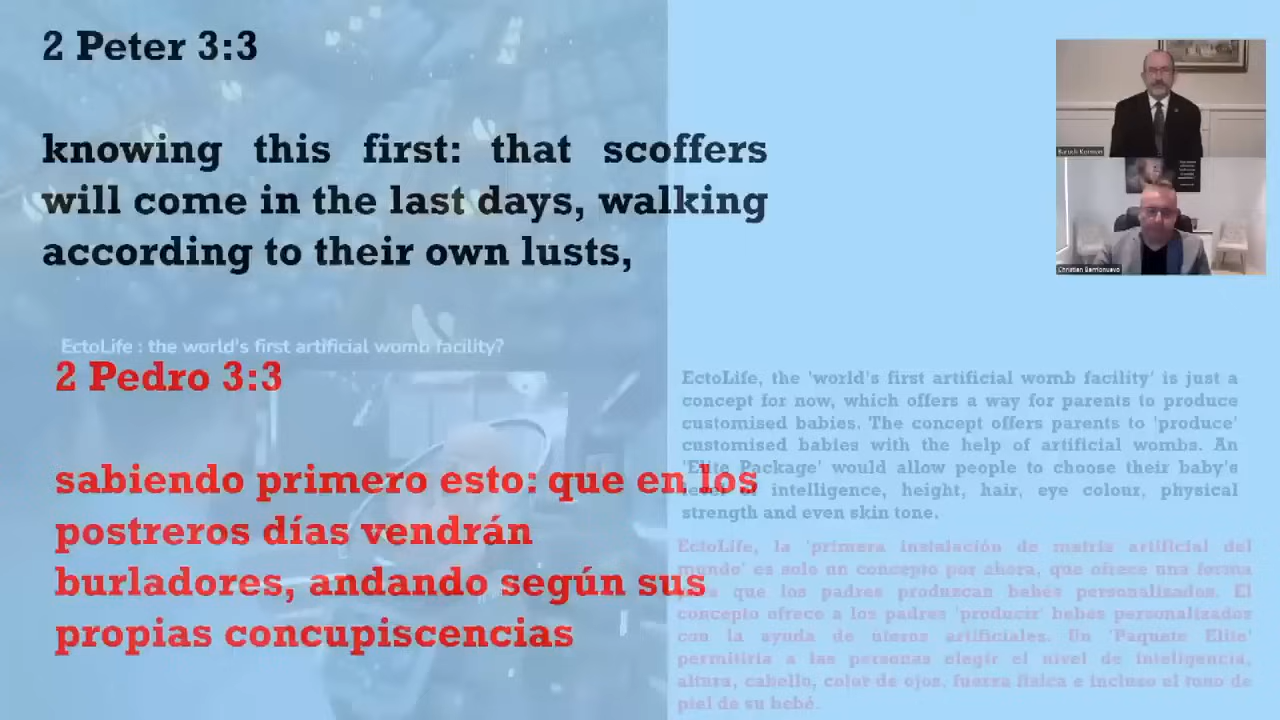 2 Peter 3:3
knowing this first: that scoffers
will come in the last days, walking
according to their own lusts,
EctoLife : the world's first artificial womb facility?
2 Pedro 3:3
sabiendo primero esto: que en los
postreros días vendrán
burladores, andando según sus
propias concupiscencias
EctoLife, the 'world's first artificial womb facility' is just a
concept for now, which offers a way for parents to produce
customised babies. The concept offers parents to 'produce'
customised babies with the help of artificial wombs. An
'Elite Package' would allow people to choose their baby's
intelligence, height, hair, eye colour, physical
strength and even skin tone.
EctoLife, la 'primera instalación de matriz artificial del
mundo' es solo un concepto por ahora, que ofrece una forma
que los padres produzcan bebés personalizados. El
concepto ofrece a los padres 'producir' bebés personalizados
con la ayuda de úteros artificiales. Un 'Paquete Elite'
permitiría a las personas elegir el nivel de inteligencia,
altura, cabello, color de ojos, fuerza física e incluso el tono de
piel de su bebé.
Christian Barrionuevo